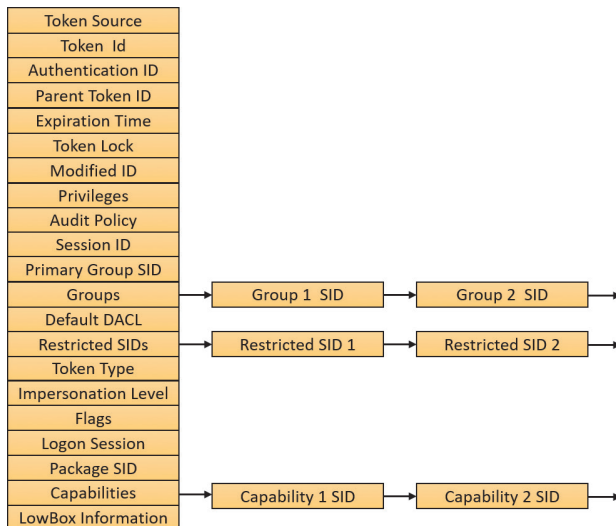 Token Source
Token Id
Authentication ID
Parent Token ID
Expiration Time
Token Lock
Modified ID
Privileges
Audit Policy
Session ID
Primary Group SID
Groups Group 1 SID Group 2 SID
Default DACL
Restricted SIDs Restricted SID 1 Restricted SID 2
Token Type
Impersonation Level
Flags
Logon Session
Package SID
Capabilities Capability 1 SID Capability 2 SID
LowBox Information